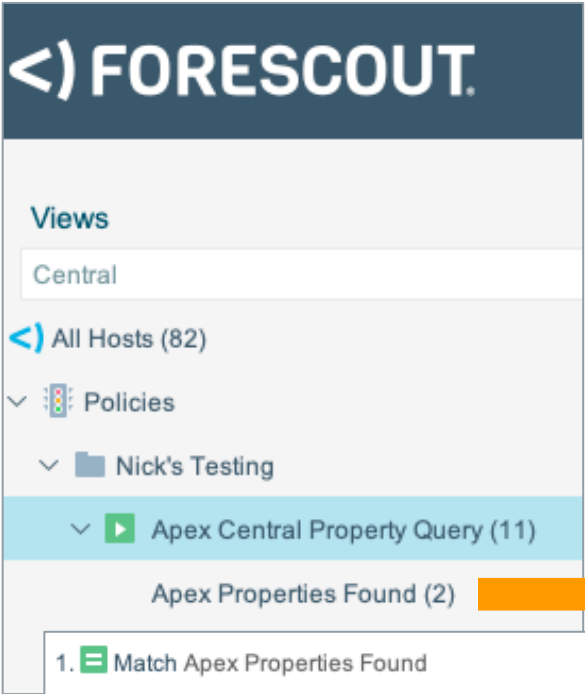 <) FORESCOUT.
Views
Central
<) All Hosts (82)
Policies
Nick's Testing
Apex Central Property Query (11)
Apex Properties Found (2)
1. Match Apex Properties Found